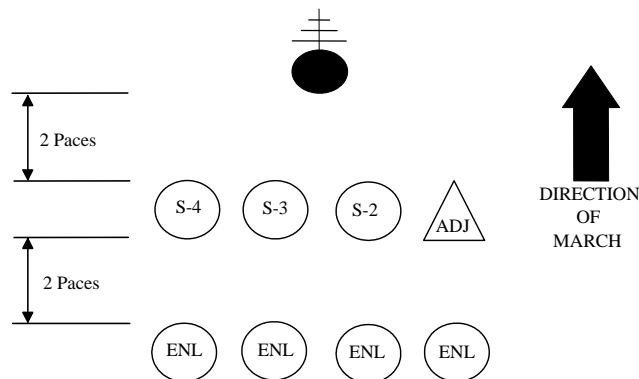 2 Paces
S-4 S-3 S-2 ADJ
DIRECTION
OF
MARCH
2 Paces
ENL ENL ENL ENL